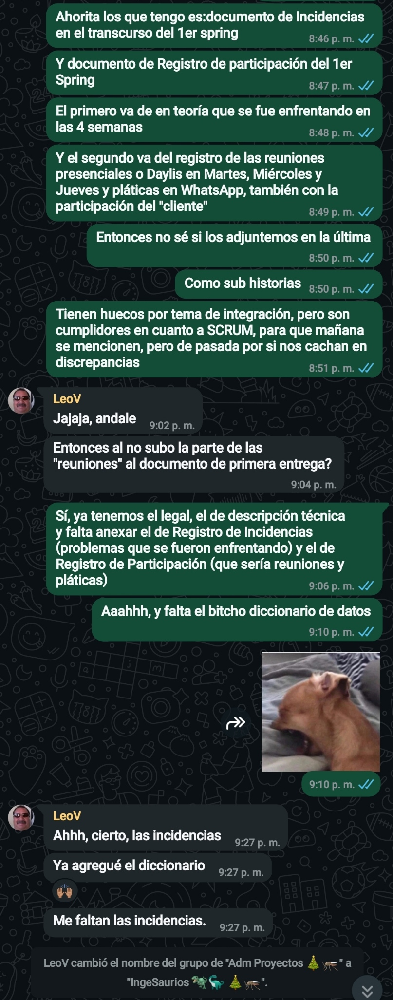 Ahorita los que tengo es:documento de Incidencias
en el transcurso del 1er spring
8:46 p. m.
Y documento de Registro de participación del 1er
Spring
8:47 p. m.
El primero va de en teoría que se fue enfrentando en
las 4 semanas
8:48 p. m.
Y el segundo va del registro de las reuniones
presenciales o Daylis en Martes, Miércoles y
Jueves y pláticas en WhatsApp, también con la
participación del "cliente"
8:49 p. m.
Entonces no sé si los adjuntemos en la última
8:50 p. m.
Como sub historias 8:50 p. m.
Tienen huecos por tema de integración, pero son
cumplidores en cuanto a SCRUM, para que mañana
se mencionen, pero de pasada por si nos cachan en
discrepancias
8:51 p. m.
LeoV
Jajaja, andale 9:02 p. m.
Entonces al no subo la parte de las
"reuniones" al documento de primera entrega?
9:04 p. m.
Sí, ya tenemos el legal, el de descripción técnica
y falta anexar el de Registro de Incidencias
(problemas que se fueron enfrentando) y el de
Registro de Participación (que sería reuniones y
pláticas)
9:06 p. m.
Aaahhh, y falta el bitcho diccionario de datos
9:10 p. m.
9:10 p. m.
LeoV
Ahhh, cierto, las incidencias 9:27 p. m.
Ya agregué el diccionario 9:27 p. m.
Me faltan las incidencias. 9:27 p. m.
LeoV cambió el nombre del grupo de "Adm Proyectos 🎄🦟" a
"IngeSaurios 🦖🦕 🎄🦟".